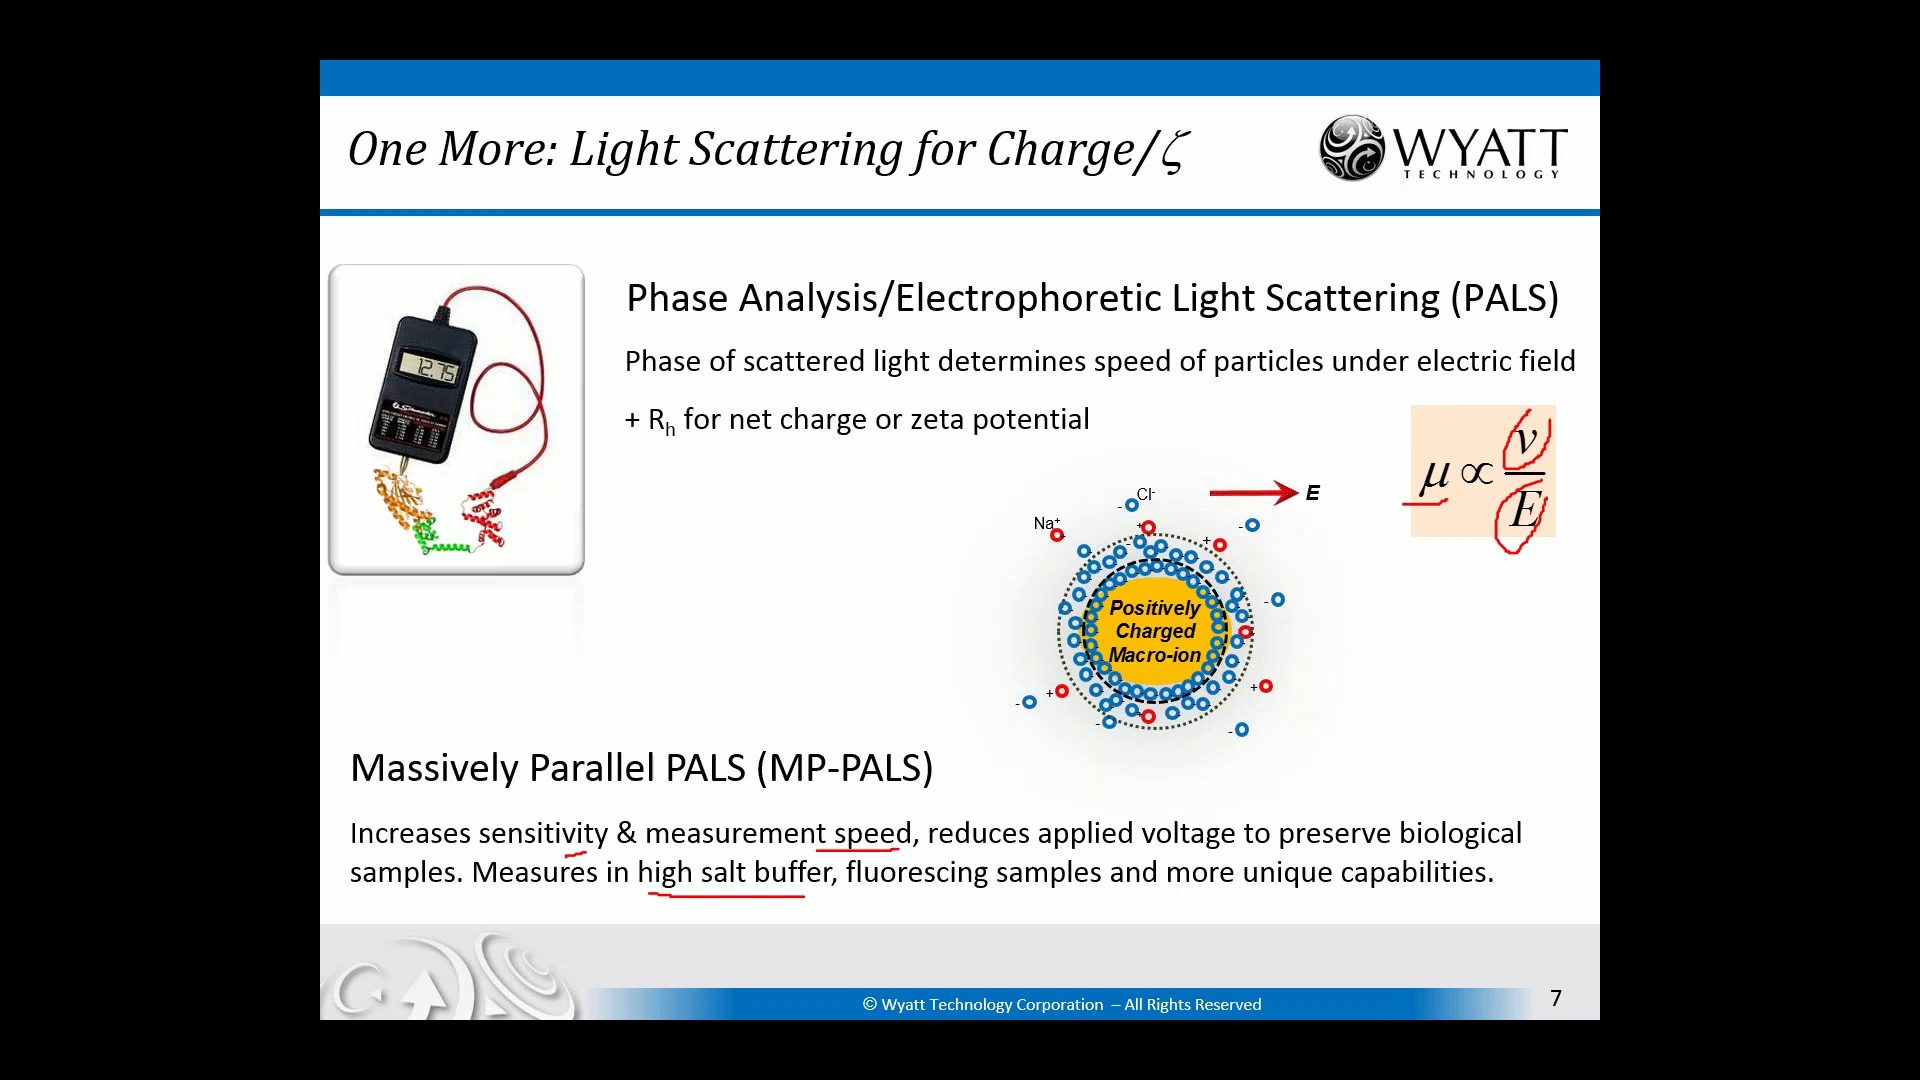 One More: Light Scattering for Charge/ζ
WYATT
TECHNOLOGY
12.75
Phase Analysis/Electrophoretic Light Scattering (PALS)
Phase of scattered light determines speed of particles under electric field
+ Rh for net charge or zeta potential
μ ∝ v/E
E
Cl-
Na+
Positively
Charged
Macro-ion
Massively Parallel PALS (MP-PALS)
Increases sensitivity & measurement speed, reduces applied voltage to preserve biological
samples. Measures in high salt buffer, fluorescing samples and more unique capabilities.
© Wyatt Technology Corporation – All Rights Reserved
7